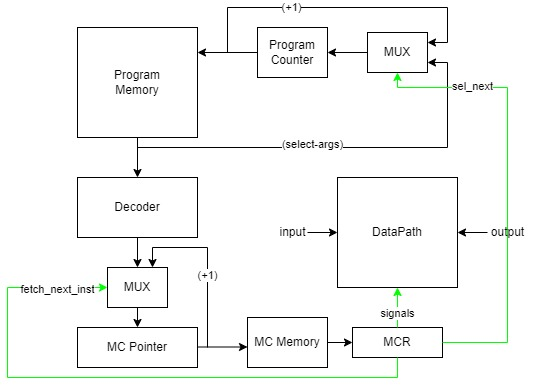 (+1)
Program
Memory
Program
Counter
MUX
sel_next
(select-args)
Decoder
input
DataPath
output
(+1)
fetch_next_inst
MUX
signals
MC Pointer
MC Memory
MCR